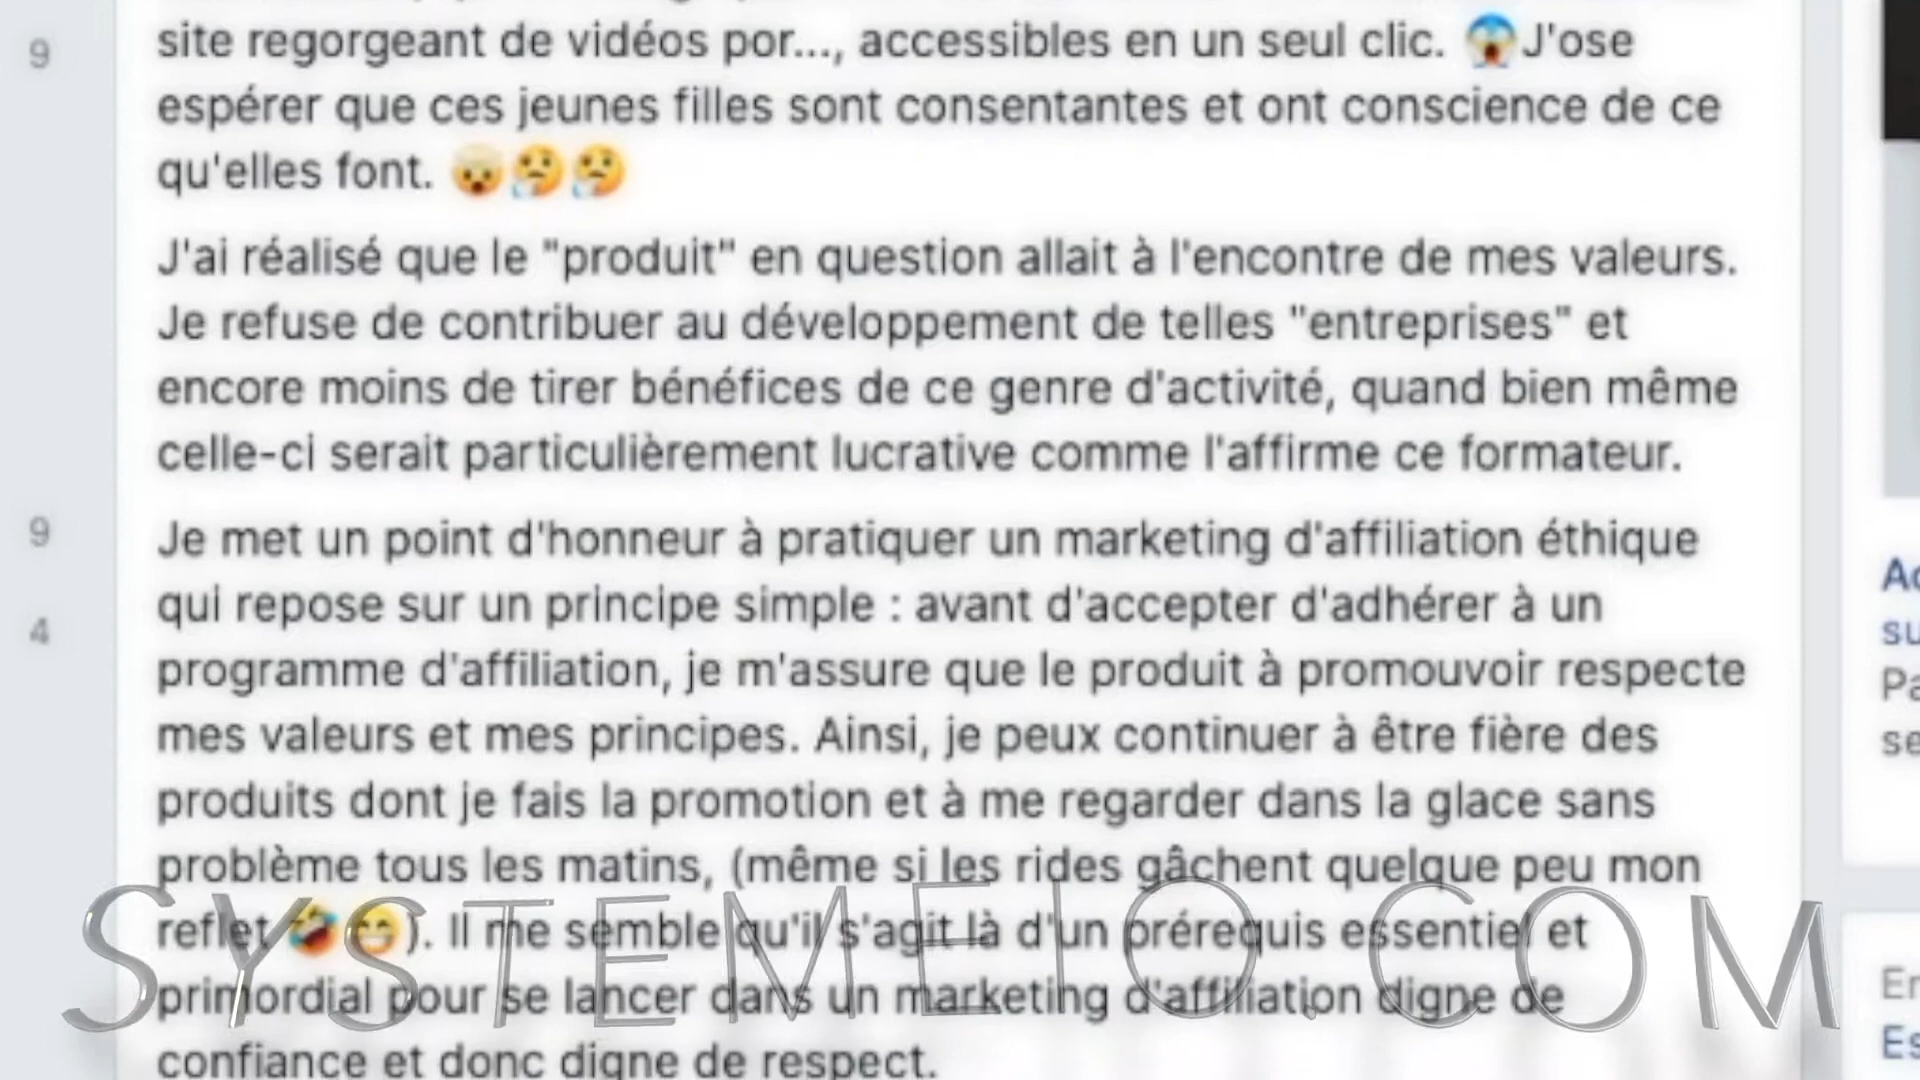 site regorgeant de vidéos por..., accessibles en un seul clic. 😱J'ose
espérer que ces jeunes filles sont consentantes et ont conscience de ce
qu'elles font. 🤯🤔🤔
J'ai réalisé que le "produit" en question allait à l'encontre de mes valeurs.
Je refuse de contribuer au développement de telles "entreprises" et
encore moins de tirer bénéfices de ce genre d'activité, quand bien même
celle-ci serait particulièrement lucrative comme l'affirme ce formateur.
Je met un point d'honneur à pratiquer un marketing d'affiliation éthique
qui repose sur un principe simple : avant d'accepter d'adhérer à un
programme d'affiliation, je m'assure que le produit à promouvoir respecte
mes valeurs et mes principes. Ainsi, je peux continuer à être fière des
produits dont je fais la promotion et à me regarder dans la glace sans
problème tous les matins, (même si les rides gâchent quelque peu mon
reflet 🤣😁). Il me semble qu'il s'agit là d'un prérequis essentiel et
primordial pour se lancer dans un marketing d'affiliation digne de
confiance et donc digne de respect.
SYSTEMEIO.COM
9
9
4
su
Pa
se
Es